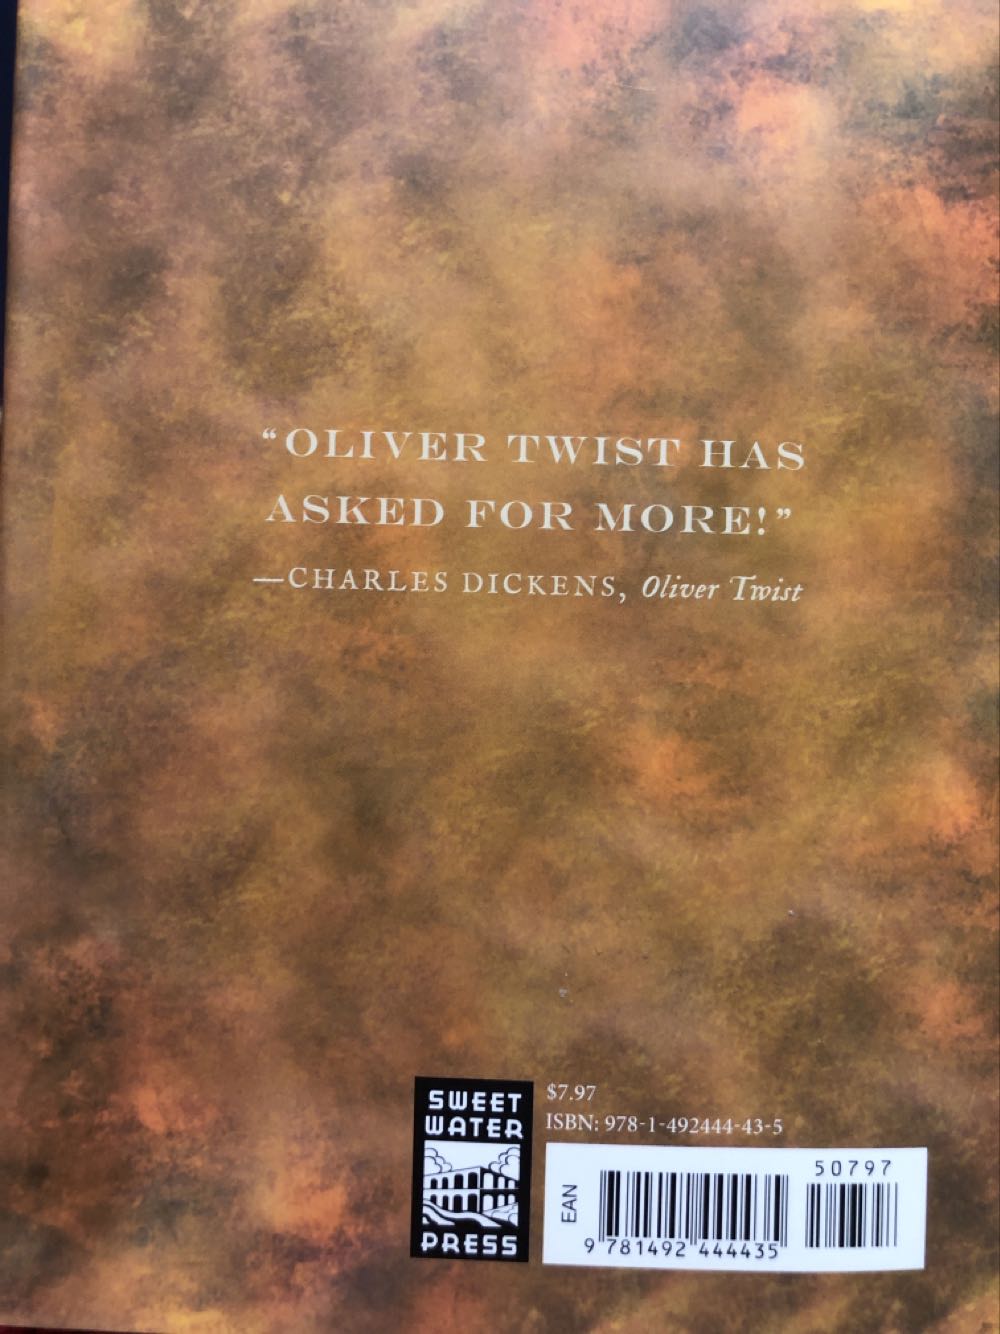 “OLIVER TWIST HAS
ASKED FOR MORE!”
—CHARLES DICKENS, Oliver Twist
SWEET
WATER
PRESS
$7.97
ISBN: 978-1-492444-43-5
50797
EAN
9 781492 444435